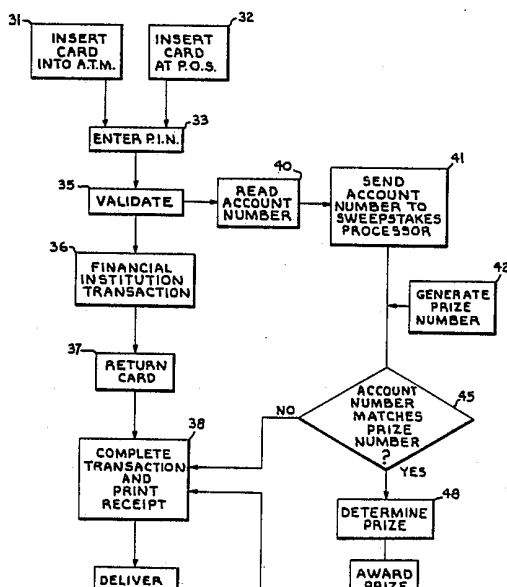 31
INSERT
CARD
INTO A.T.M.
32
INSERT
CARD
AT P.O.S.
33
ENTER P.I.N.
35
VALIDATE
40
READ
ACCOUNT
NUMBER
41
SEND
ACCOUNT
NUMBER TO
SWEEPSTAKES
PROCESSOR
36
FINANCIAL
INSTITUTION
TRANSACTION
42
GENERATE
PRIZE
NUMBER
37
RETURN
CARD
45
ACCOUNT
NUMBER
MATCHES
PRIZE
NUMBER
?
NO
YES
38
COMPLETE
TRANSACTION
AND
PRINT
RECEIPT
48
DETERMINE
PRIZE
DELIVER
AWARD
PRIZE